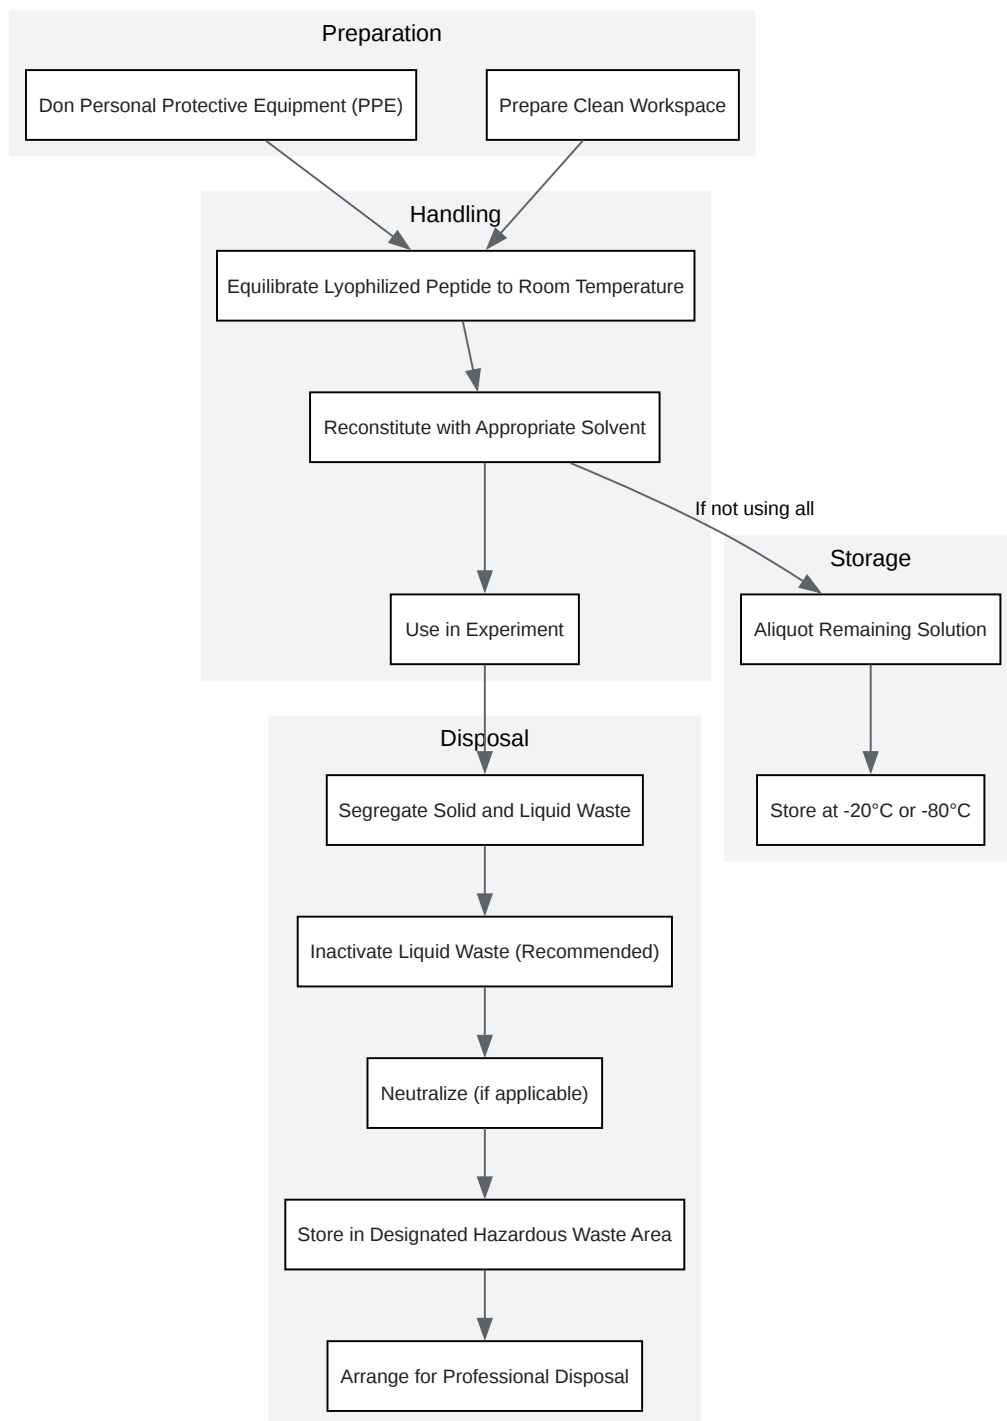 Preparation
Don Personal Protective Equipment (PPE)
Prepare Clean Workspace
Handling
Equilibrate Lyophilized Peptide to Room Temperature
Reconstitute with Appropriate Solvent
If not using all
Storage
Use in Experiment
Aliquot Remaining Solution
Disposal
Segregate Solid and Liquid Waste
Store at -20°C or -80°C
Inactivate Liquid Waste (Recommended)
Neutralize (if applicable)
Store in Designated Hazardous Waste Area
Arrange for Professional Disposal